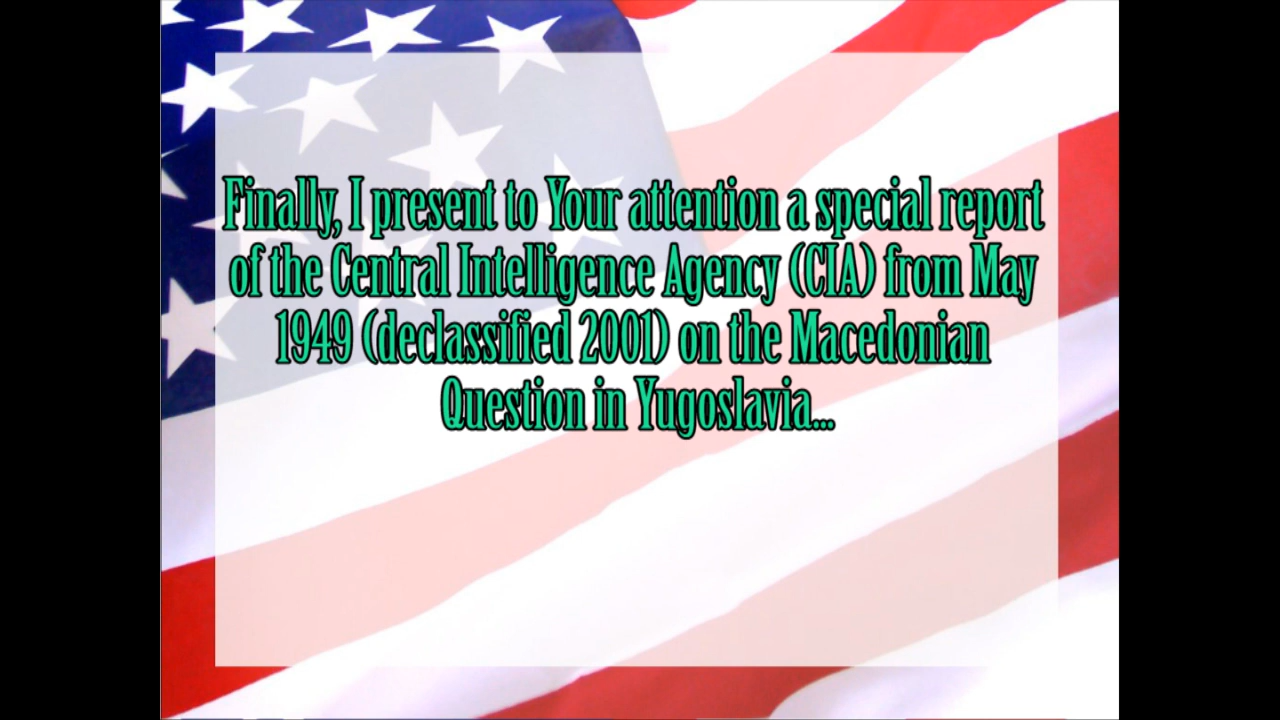 Finally, I present to Your attention a special report
of the Central Intelligence Agency (CIA) from May
1949 (declassified 2001) on the Macedonian
Question in Yugoslavia...